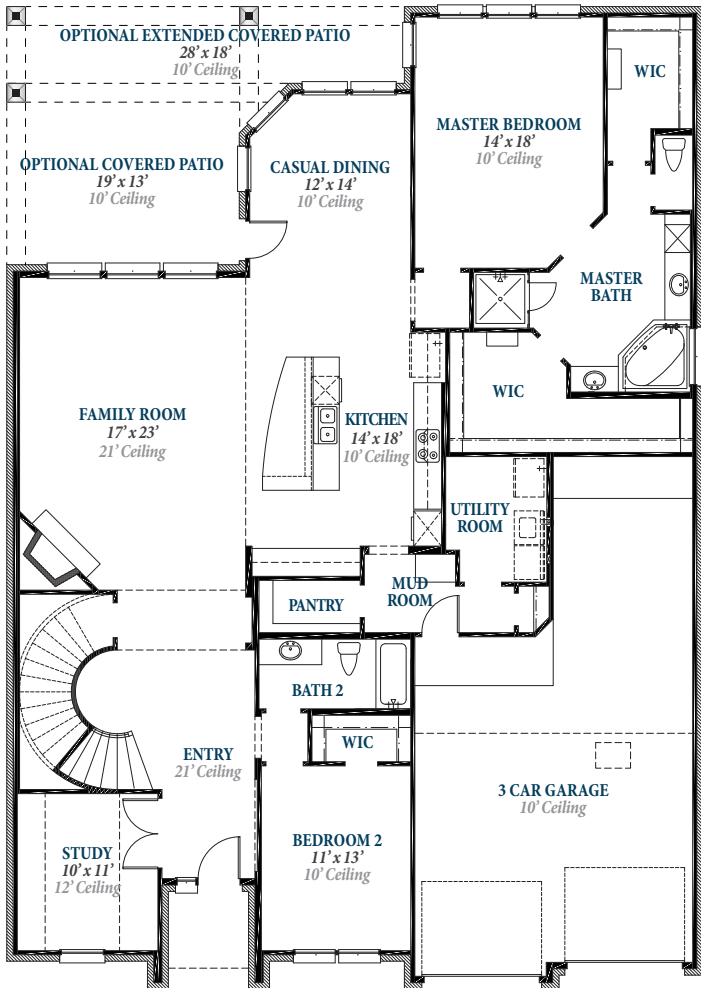 OPTIONAL EXTENDED COVERED PATIO
28' x 18'
10' Ceiling
WIC
MASTER BEDROOM
14' x 18'
10' Ceiling
OPTIONAL COVERED PATIO
19' x 13'
10' Ceiling
CASUAL DINING
12' x 14'
10' Ceiling
MASTER
BATH
WIC
FAMILY ROOM
17' x 23'
21' Ceiling
KITCHEN
14' x 18'
10' Ceiling
UTILITY
ROOM
MUD
ROOM
PANTRY
BATH 2
WIC
ENTRY
21' Ceiling
3 CAR GARAGE
10' Ceiling
STUDY
10' x 11'
12' Ceiling
BEDROOM 2
11' x 13'
10' Ceiling